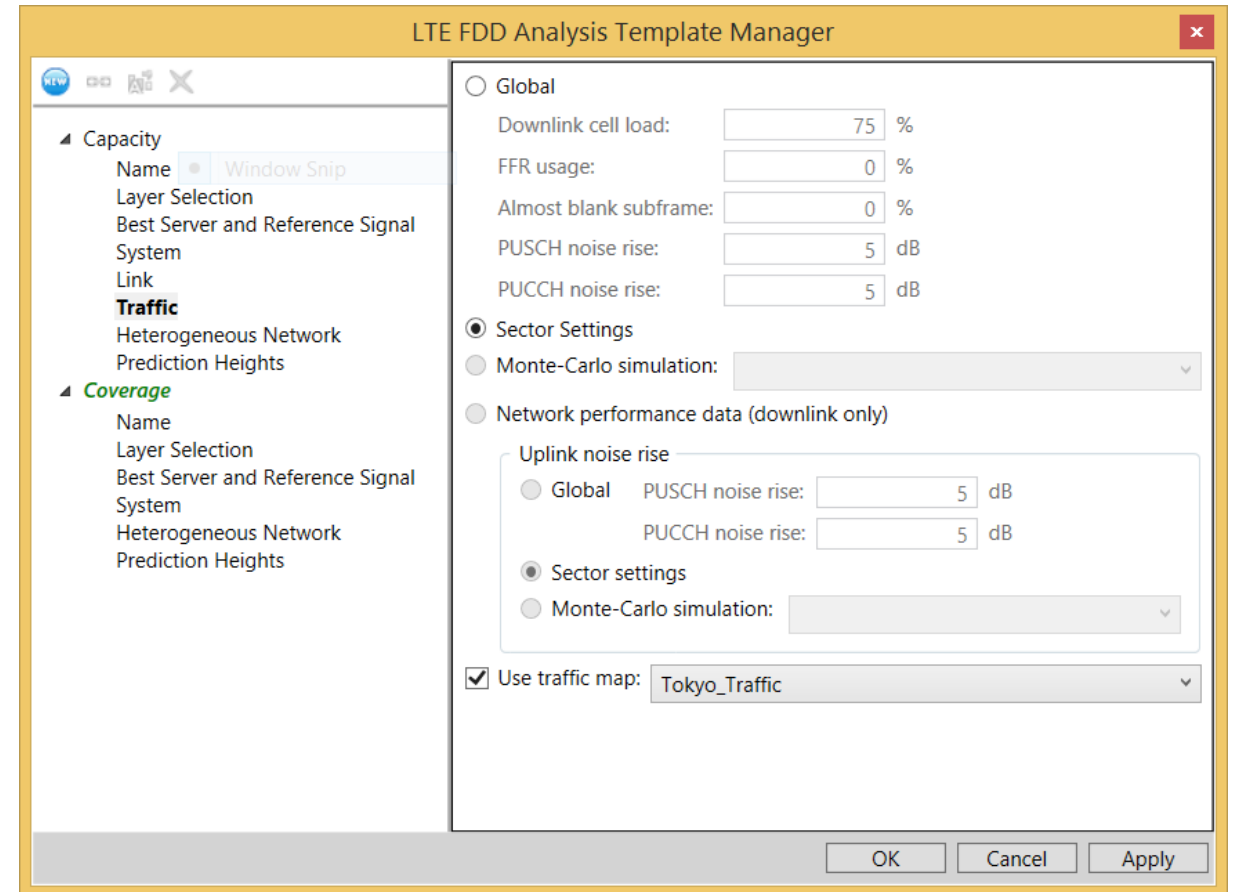 LTE FDD Analysis Template Manager
NEW
Capacity
Name
Window Snip
Layer Selection
Best Server and Reference Signal
System
Link
Traffic
Heterogeneous Network
Prediction Heights
Coverage
Name
Layer Selection
Best Server and Reference Signal
System
Heterogeneous Network
Prediction Heights
Global
Downlink cell load: 75 %
FFR usage: 0 %
Almost blank subframe: 0 %
PUSCH noise rise: 5 dB
PUCCH noise rise: 5 dB
Sector Settings
Monte-Carlo simulation:
Network performance data (downlink only)
Uplink noise rise
Global PUSCH noise rise: 5 dB
PUCCH noise rise: 5 dB
Sector settings
Monte-Carlo simulation:
Use traffic map: Tokyo_Traffic
OK Cancel Apply